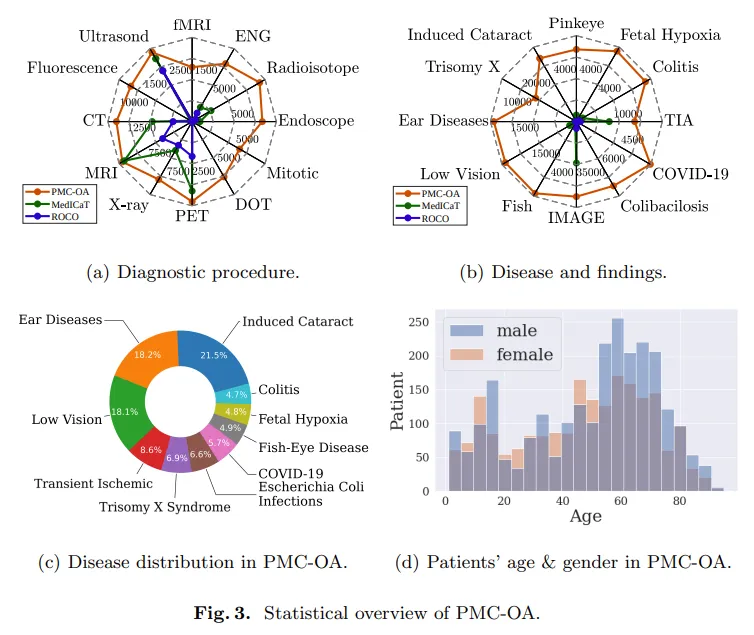 fMRI
Ultrasound ENG
Fluorescence Radioisotope
CT Endoscope
MRI Mitotic
X-ray DOT
PET
2500 1500
5000
5000
10000
12500
7500
7500
2500
5000
PMC-OA
MedICaT
ROCO
(a) Diagnostic procedure.
Pinkeye
Induced Cataract Fetal Hypoxia
Trisomy X Colitis
Ear Diseases TIA
Low Vision COVID-19
Fish Colibacilosis
IMAGE
4000 4000
20000 4000
10000 10000
15000 4500
15000 6000
4000 35000
PMC-OA
MedICaT
ROCO
(b) Disease and findings.
Ear Diseases
Induced Cataract
18.2% 21.5%
Colitis
4.7%
Low Vision 18.1% 4.8% Fetal Hypoxia
4.9% Fish-Eye Disease
8.6% 6.9% 6.6% 5.7%
COVID-19
Transient Ischemic
Escherichia Coli
Infections
Trisomy X Syndrome
(c) Disease distribution in PMC-OA.
male
female
250
200
150
100
50
0
Patient
0 20 40 60 80
Age
(d) Patients' age & gender in PMC-OA.
Fig. 3. Statistical overview of PMC-OA.